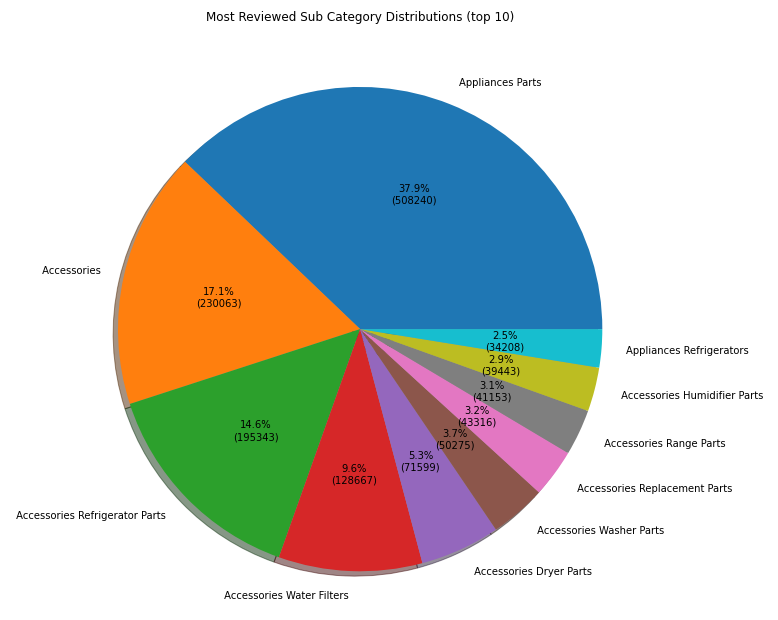 Most Reviewed Sub Category Distributions (top 10)
Appliances Parts
37.9%
(508240)
Accessories
17.1%
(230063)
Accessories Refrigerator Parts
14.6%
(195343)
Accessories Water Filters
9.6%
(128667)
Accessories Dryer Parts
5.3%
(71599)
Accessories Washer Parts
3.7%
(50275)
Accessories Replacement Parts
3.2%
(43316)
Accessories Range Parts
3.1%
(41153)
Accessories Humidifier Parts
2.9%
(39443)
Appliances Refrigerators
2.5%
(34208)